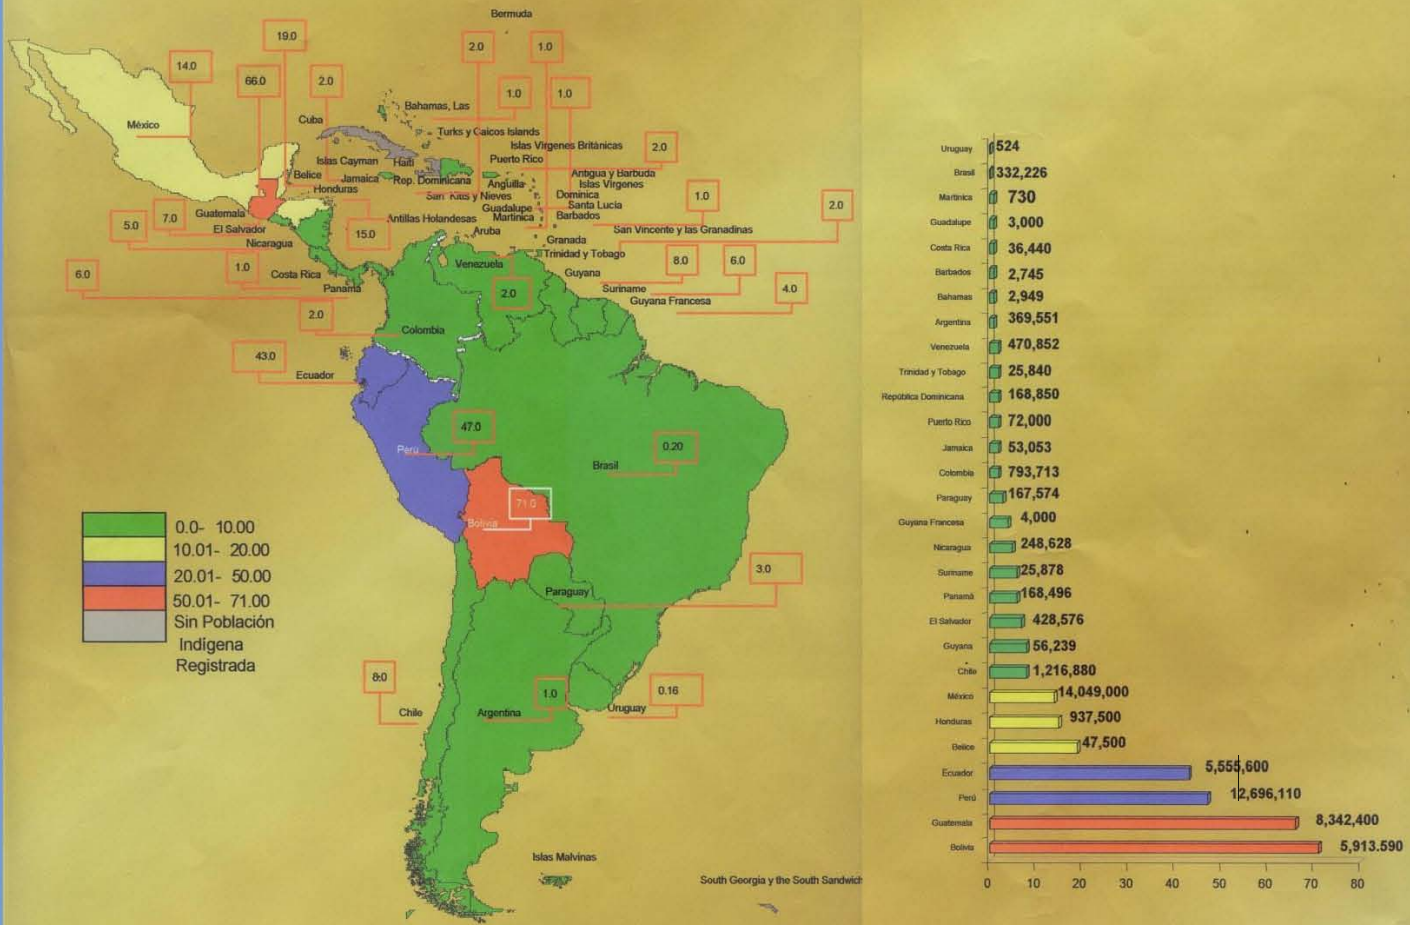 Bermuda
19.0
2.0
1.0
14.0
66.0
2.0
1.0
1.0
Bahamas, Las
Cuba
México
Turks y Caicos Islands
Islas Vírgenes Británicas
2.0
Islas Cayman
Haití
Puerto Rico
Belice
Jamaica
Rep. Dominicana
Anguilla
Antigua y Barbuda
Islas Vírgenes
Honduras
San Kitts y Nieves
Dominica
1.0
2.0
Guadalupe
Santa Lucía
Guatemala
Antillas Holandesas
Martinica
Barbados
5.0
7.0
El Salvador
15.0
Aruba
San Vincente y las Granadinas
Nicaragua
Granada
Trinidad y Tobago
6.0
1.0
Costa Rica
Venezuela
Guyana
8.0
6.0
Panamá
2.0
Suriname
Guyana Francesa
4.0
2.0
Colombia
43.0
Ecuador
47.0
Perú
Brasil
0.20
71.0
Bolivia
0.0- 10.00
10.01- 20.00
20.01- 50.00
50.01- 71.00
Sin Población
Indígena
Registrada
3.0
Paraguay
8.0
Chile
Argentina
1.0
Uruguay
0.16
Islas Malvinas
South Georgia y the South Sandwich
Uruguay 524
Brasil 332,226
Martinica 730
Guadalupe 3,000
Costa Rica 36,440
Barbados 2,745
Bahamas 2,949
Argentina 369,551
Venezuela 470,852
Trinidad y Tobago 25,840
República Dominicana 168,850
Puerto Rico 72,000
Jamaica 53,053
Colombia 793,713
Paraguay 167,574
Guyana Francesa 4,000
Nicaragua 248,628
Suriname 25,878
Panamá 168,496
El Salvador 428,576
Guyana 56,239
Chile 1,216,880
México 14,049,000
Honduras 937,500
Belice 47,500
Ecuador 5,555,600
Perú 12,696,110
Guatemala 8,342,400
Bolivia 5,913.590
0 10 20 30 40 50 60 70 80